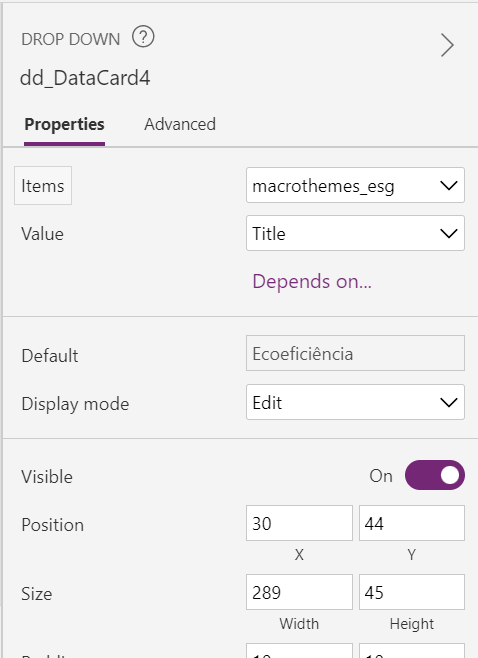 DROP DOWN ?
dd_DataCard4
Properties Advanced
Items macrothemes_esg
Value Title
Depends on...
Default Ecoeficiência
Display mode Edit
Visible On
Position 30 44
X Y
Size 289 45
Width Height